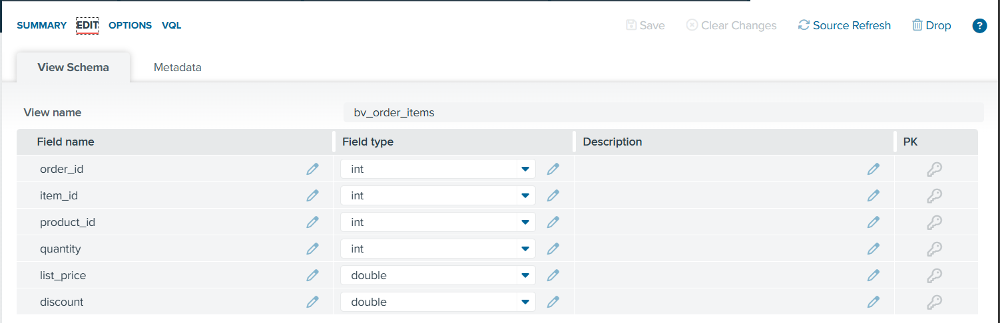 SUMMARY EDIT OPTIONS VQL Save Clear Changes Source Refresh Drop ?
View Schema Metadata
View name bv_order_items
Field name Field type Description PK
order_id int
item_id int
product_id int
quantity int
list_price double
discount double